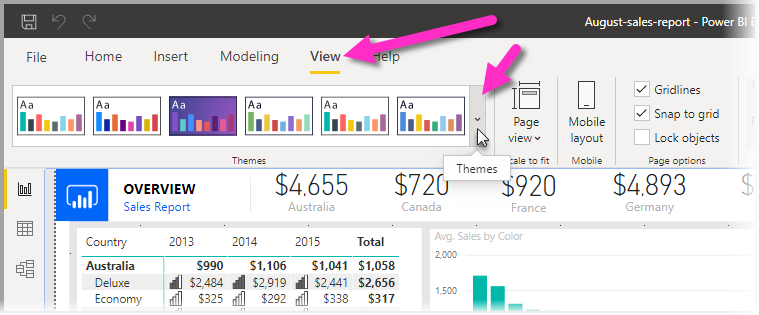 August-sales-report - Power BI D
File Home Insert Modeling View Help
Aa Aa Aa Aa Aa Aa
Page view
Mobile layout
Gridlines
Snap to grid
Lock objects
Themes
cale to fit
Mobile
Page options
Themes
OVERVIEW
Sales Report
$4,655 $720 $920 $4,893 $
Australia Canada France Germany
Country 2013 2014 2015 Total
Australia $990 $1,106 $1,041 $1,058
Deluxe $2,484 $2,919 $2,441 $2,656
Economy $325 $292 $338 $317
Avg. Sales by Color
2,000
1,500